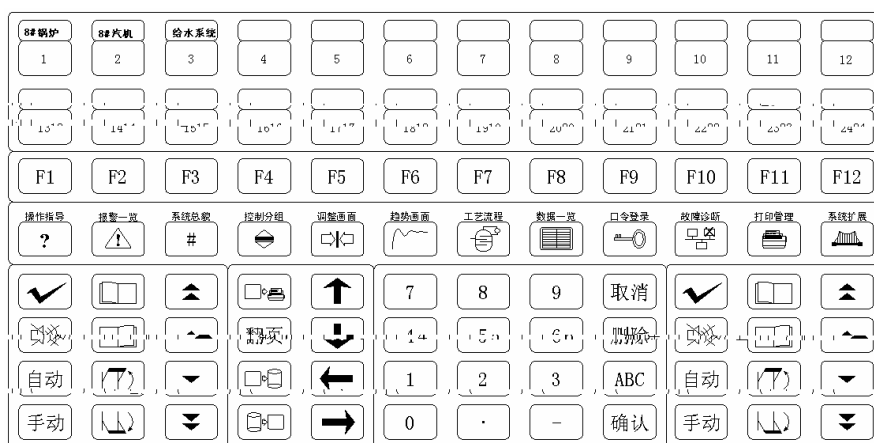 8#锅炉 8#汽机 给水系统
1 2 3 4 5 6 7 8 9 10 11 12
F1 F2 F3 F4 F5 F6 F7 F8 F9 F10 F11 F12
操作指导 报警一览 系统总貌 控制分组 调整画面 趋势画面 工艺流程 数据一览 口令登录 故障诊断 打印管理 系统扩展
? ! #
7 8 9 取消
翻页 删除
自动 1 2 3 ABC 自动
手动 0 . - 确认 手动